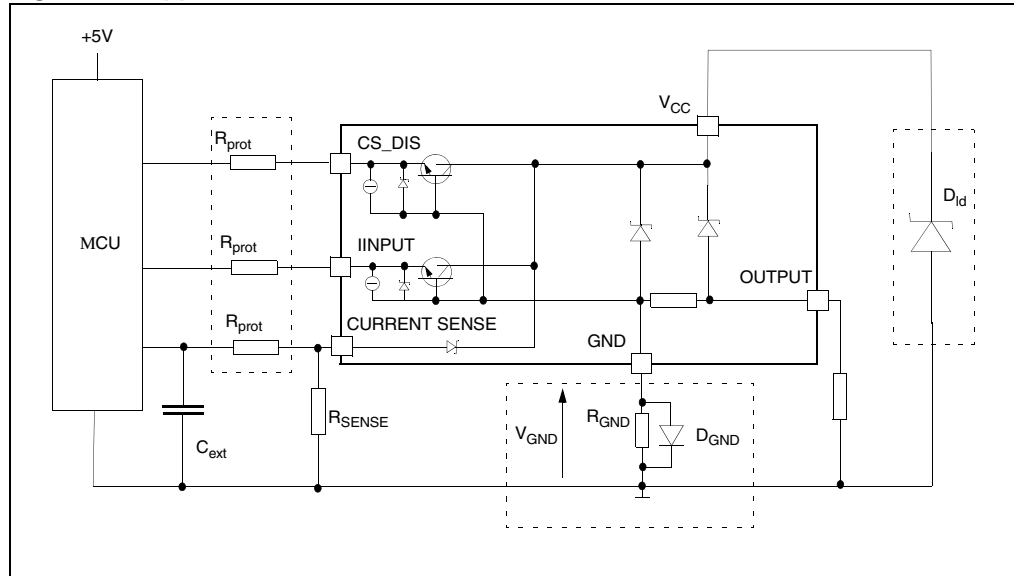 +5V
V_CC
R_prot
CS_DIS
D_ld
MCU
R_prot
IINPUT
OUTPUT
R_prot
CURRENT SENSE
GND
R_SENSE
R_GND
V_GND
D_GND
C_ext